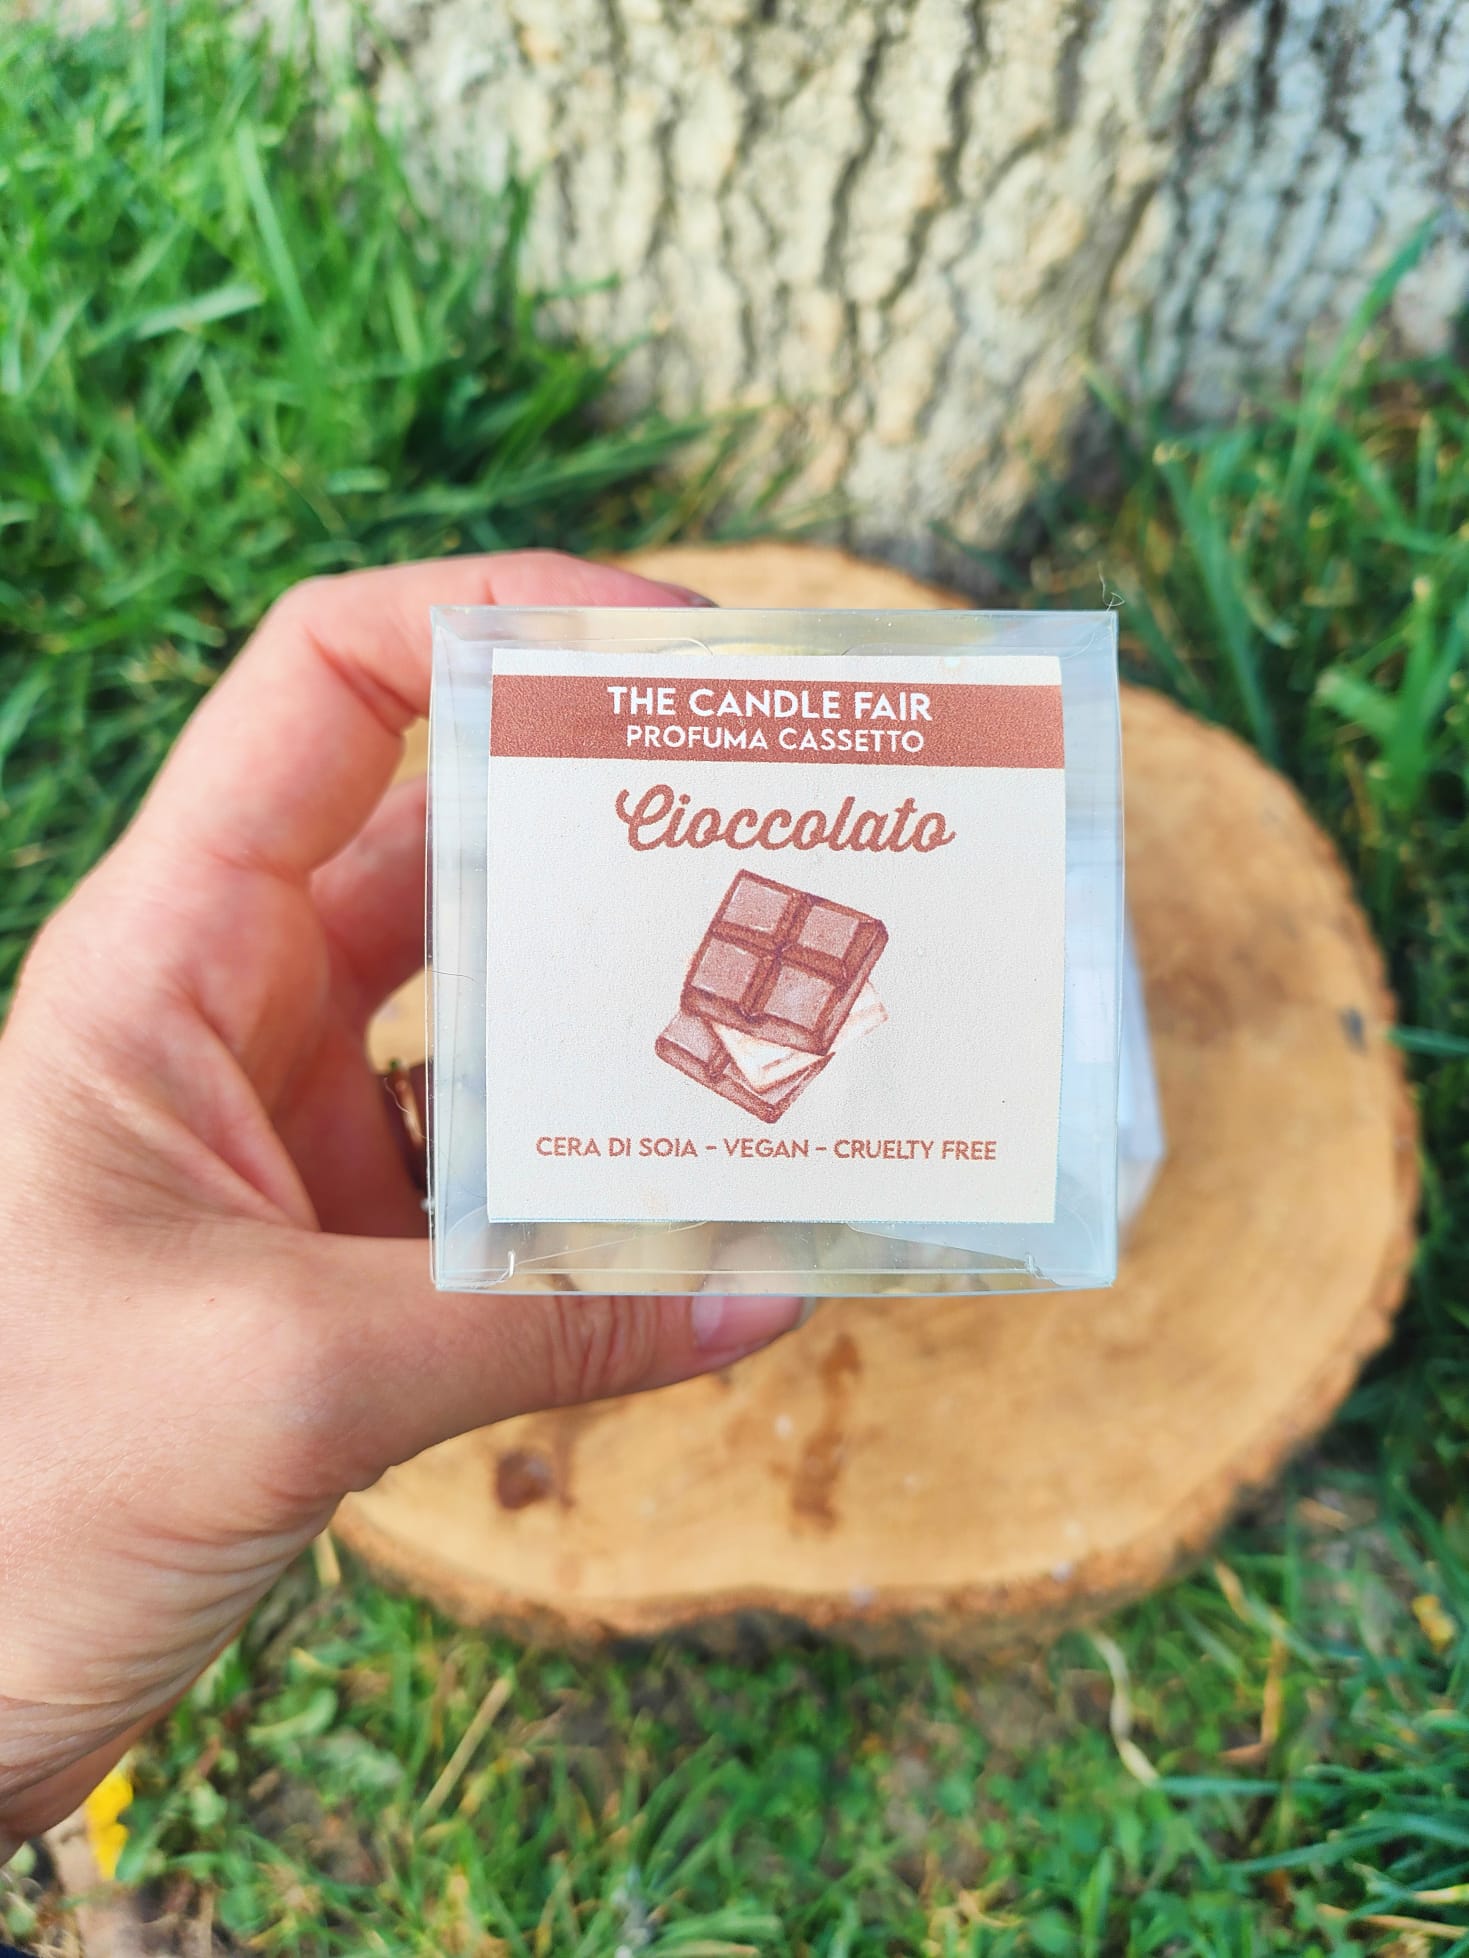 THE CANDLE FAIR
PROFUMA CASSETTO
Cioccolato
CERA DI SOIA - VEGAN - CRUELTY FREE